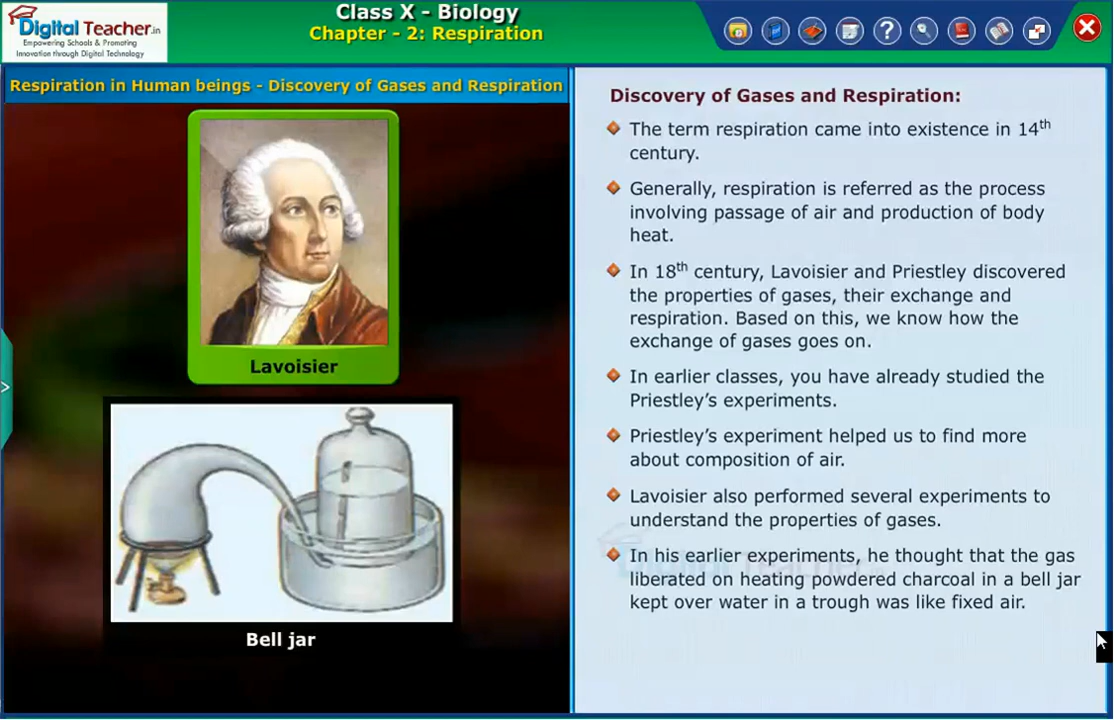 Digital Teacher.in
Empowering Schools & Promoting
Innovation through Digital Technology
Class X - Biology
Chapter - 2: Respiration
?
Respiration in Human beings - Discovery of Gases and Respiration
Lavoisier
Bell jar
>
Discovery of Gases and Respiration:
The term respiration came into existence in 14th
century.
Generally, respiration is referred as the process
involving passage of air and production of body
heat.
In 18th century, Lavoisier and Priestley discovered
the properties of gases, their exchange and
respiration. Based on this, we know how the
exchange of gases goes on.
In earlier classes, you have already studied the
Priestley's experiments.
Priestley's experiment helped us to find more
about composition of air.
Lavoisier also performed several experiments to
understand the properties of gases.
In his earlier experiments, he thought that the gas
liberated on heating powdered charcoal in a bell jar
kept over water in a trough was like fixed air.
Digital Teacher.in